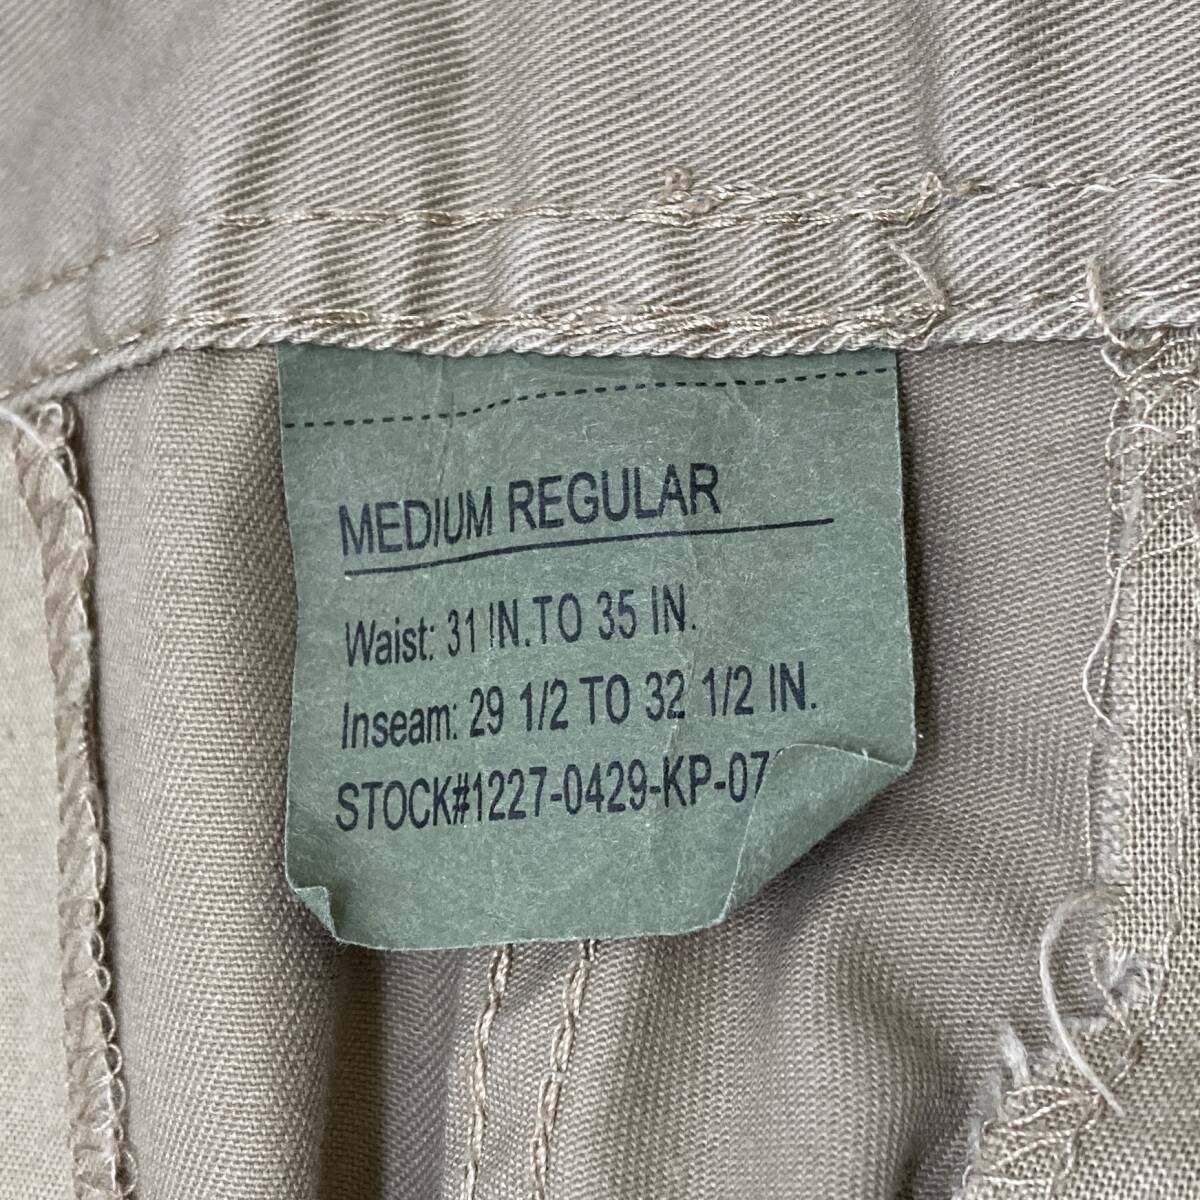 MEDIUM REGULAR
Waist: 31 IN.TO 35 IN.
Inseam: 29 1/2 TO 32 1/2 IN.
STOCK#1227-0429-KP-07